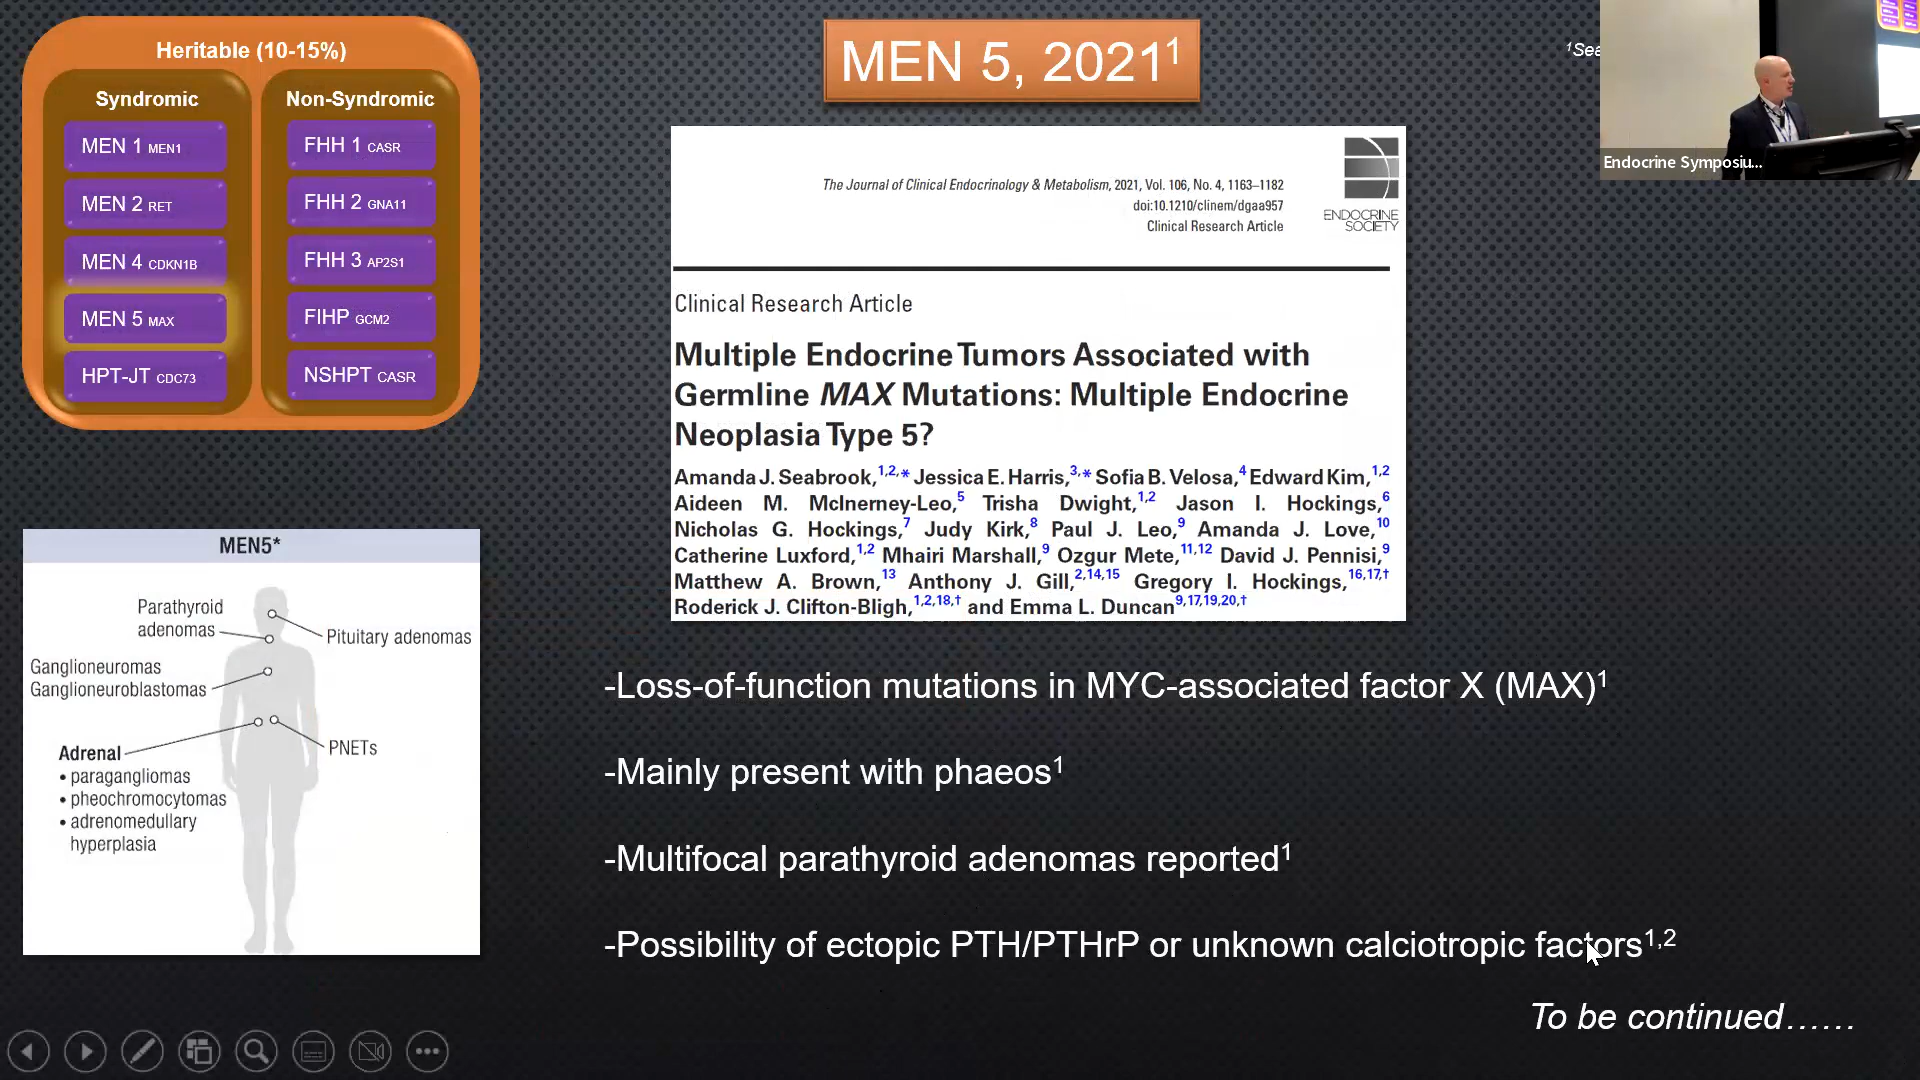 Heritable (10-15%)
Syndromic
MEN 1 MEN1
MEN 2 RET
MEN 4 CDKN1B
MEN 5 MAX
HPT-JT CDC73
Non-Syndromic
FHH 1 CASR
FHH 2 GNA11
FHH 3 AP2S1
FIHP GCM2
NSHPT CASR
MEN 5, 2021¹
Endocrine Symposiu...
The Journal of Clinical Endocrinology & Metabolism, 2021, Vol. 106, No. 4, 1163–1182
doi:10.1210/clinem/dgaa957
Clinical Research Article
ENDOCRINE
SOCIETY
Clinical Research Article
Multiple Endocrine Tumors Associated with
Germline MAX Mutations: Multiple Endocrine
Neoplasia Type 5?
Amanda J. Seabrook,1,2,* Jessica E. Harris,3,* Sofia B. Velosa,4 Edward Kim,1,2
Aideen M. McInerney-Leo,5 Trisha Dwight,1,2 Jason I. Hockings,6
Nicholas G. Hockings,7 Judy Kirk,8 Paul J. Leo,9 Amanda J. Love,10
Catherine Luxford,1,2 Mhairi Marshall,9 Ozgur Mete,11,12 David J. Pennisi,9
Matthew A. Brown,13 Anthony J. Gill,2,14,15 Gregory I. Hockings,16,17,†
Roderick J. Clifton-Bligh,1,2,18,† and Emma L. Duncan9,17,19,20,†
MEN5*
Parathyroid
adenomas
Pituitary adenomas
Ganglioneuromas
Ganglioneuroblastomas
PNETs
Adrenal
• paragangliomas
• pheochromocytomas
• adrenomedullary
hyperplasia
-Loss-of-function mutations in MYC-associated factor X (MAX)¹
-Mainly present with phaeos¹
-Multifocal parathyroid adenomas reported¹
-Possibility of ectopic PTH/PTHrP or unknown calciotropic factors1,2
To be continued……